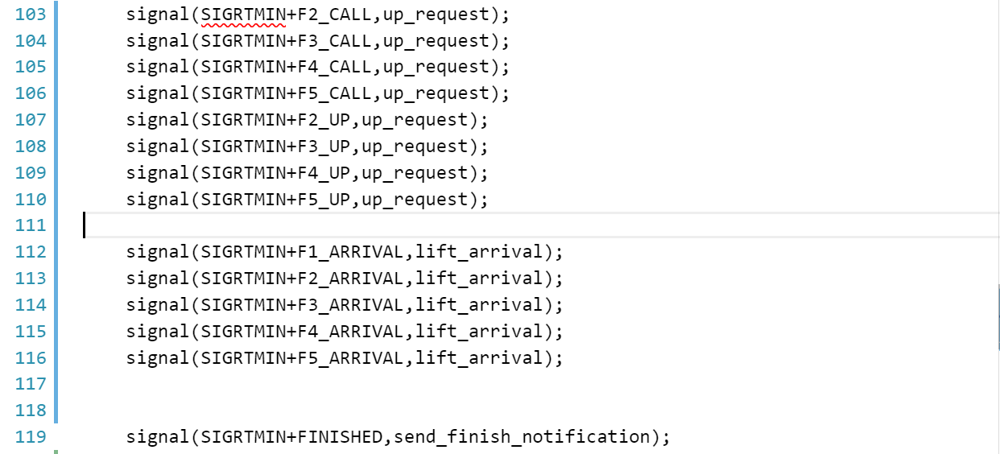 103 signal(SIGRTMIN+F2_CALL,up_request);
104 signal(SIGRTMIN+F3_CALL,up_request);
105 signal(SIGRTMIN+F4_CALL,up_request);
106 signal(SIGRTMIN+F5_CALL,up_request);
107 signal(SIGRTMIN+F2_UP,up_request);
108 signal(SIGRTMIN+F3_UP,up_request);
109 signal(SIGRTMIN+F4_UP,up_request);
110 signal(SIGRTMIN+F5_UP,up_request);
111
112 signal(SIGRTMIN+F1_ARRIVAL,lift_arrival);
113 signal(SIGRTMIN+F2_ARRIVAL,lift_arrival);
114 signal(SIGRTMIN+F3_ARRIVAL,lift_arrival);
115 signal(SIGRTMIN+F4_ARRIVAL,lift_arrival);
116 signal(SIGRTMIN+F5_ARRIVAL,lift_arrival);
117
118
119 signal(SIGRTMIN+FINISHED,send_finish_notification);